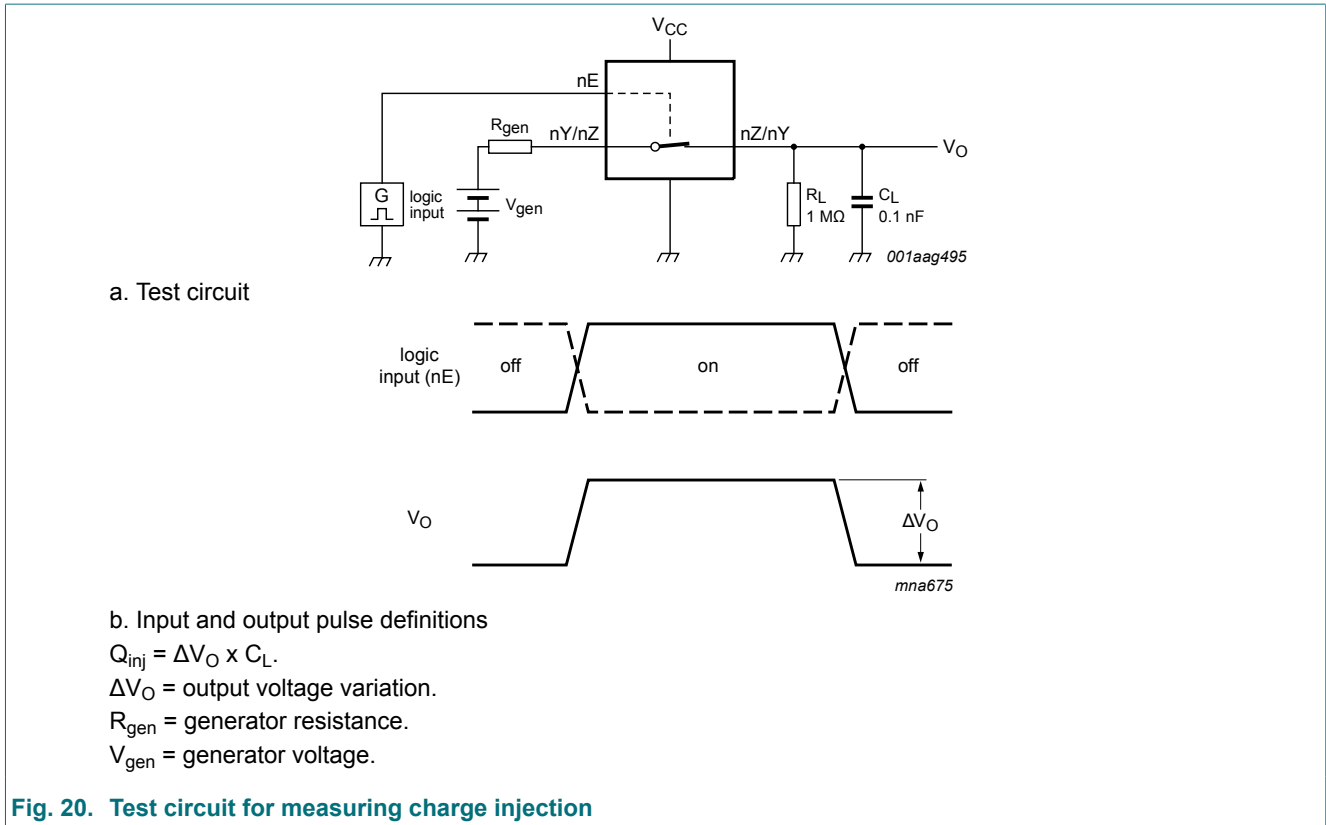 VCC
nE
Rgen
nY/nZ
nZ/nY
VO
G
logic
input
Vgen
RL
1 MΩ
CL
0.1 nF
001aag495
a. Test circuit
logic
input (nE)
off
on
off
VO
ΔVO
mna675
b. Input and output pulse definitions
Qinj = ΔVO x CL.
ΔVO = output voltage variation.
Rgen = generator resistance.
Vgen = generator voltage.
Fig. 20. Test circuit for measuring charge injection